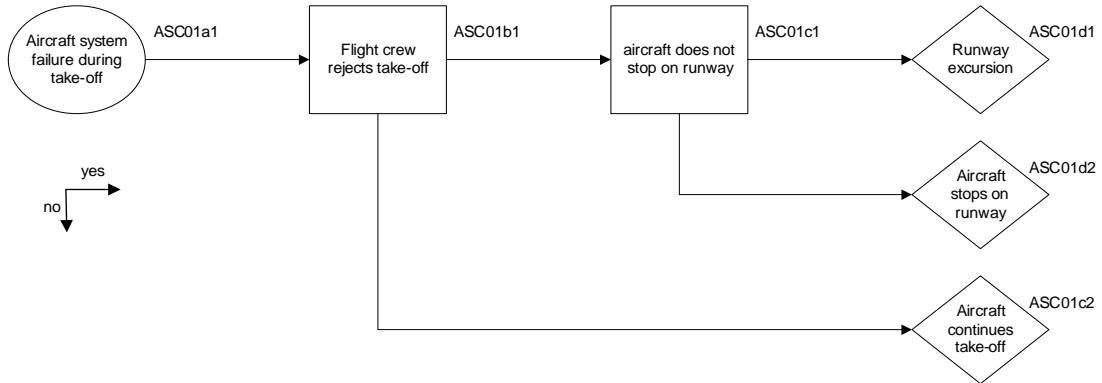 Aircraft system
failure during
take-off
ASC01a1
Flight crew
rejects take-off
ASC01b1
aircraft does not
stop on runway
ASC01c1
Runway
excursion
ASC01d1
yes
no
Aircraft
stops on
runway
ASC01d2
Aircraft
continues
take-off
ASC01c2